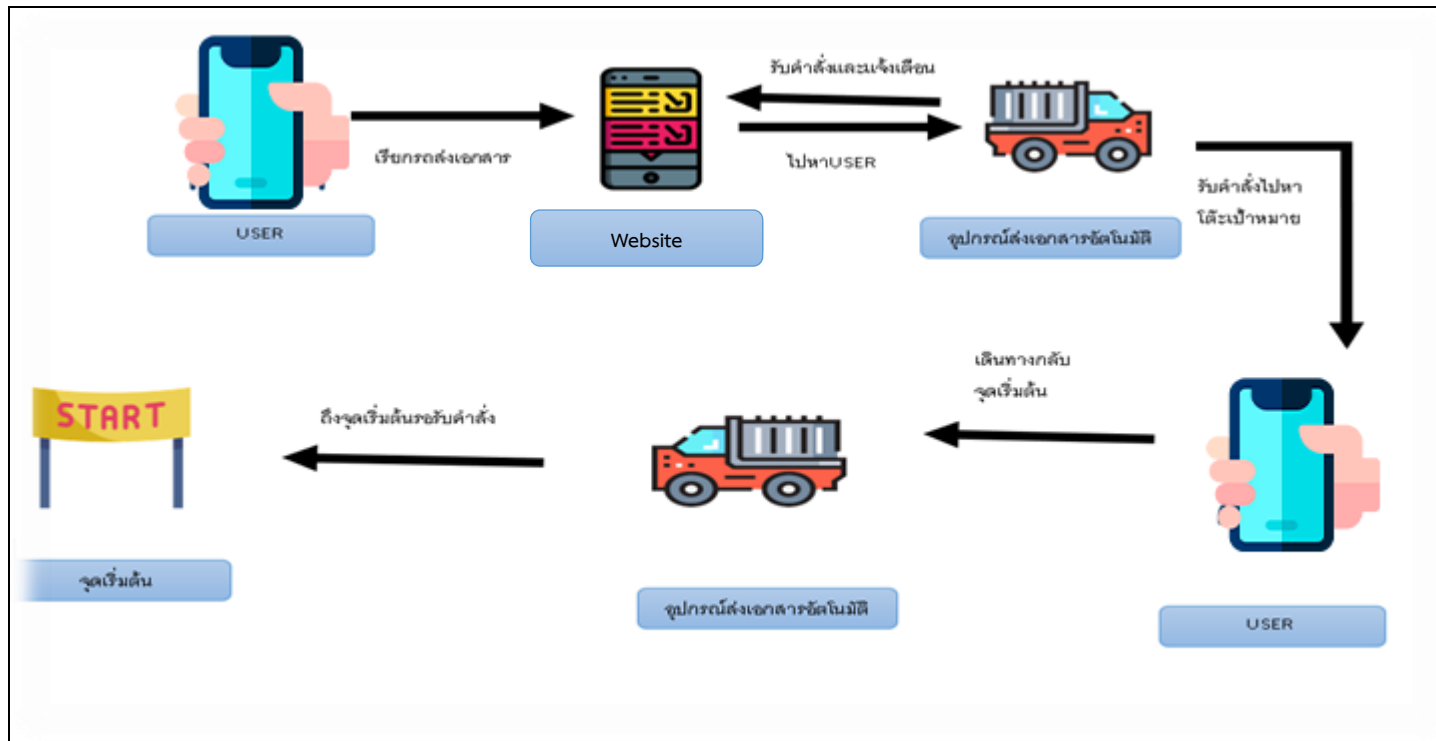 รับคำสั่งและแจ้งเตือน
เรียกรถส่งเอกสาร
ไปหาUSER
รับคำสั่งไปหา
โต๊ะเป้าหมาย
USER
Website
อุปกรณ์ส่งเอกสารอัตโนมัติ
เดินทางกลับ
จุดเริ่มต้น
START
ถึงจุดเริ่มต้นรอรับคำสั่ง
จุดเริ่มต้น
อุปกรณ์ส่งเอกสารอัตโนมัติ
USER